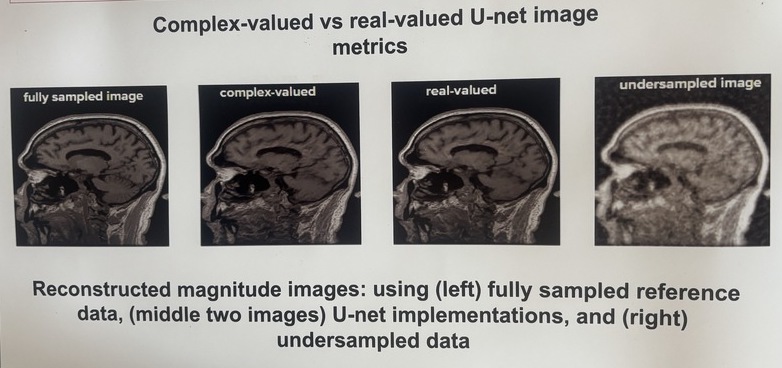 Complex-valued vs real-valued U-net image
metrics
fully sampled image
complex-valued
real-valued
undersampled image
Reconstructed magnitude images: using (left) fully sampled reference
data, (middle two images) U-net implementations, and (right)
undersampled data